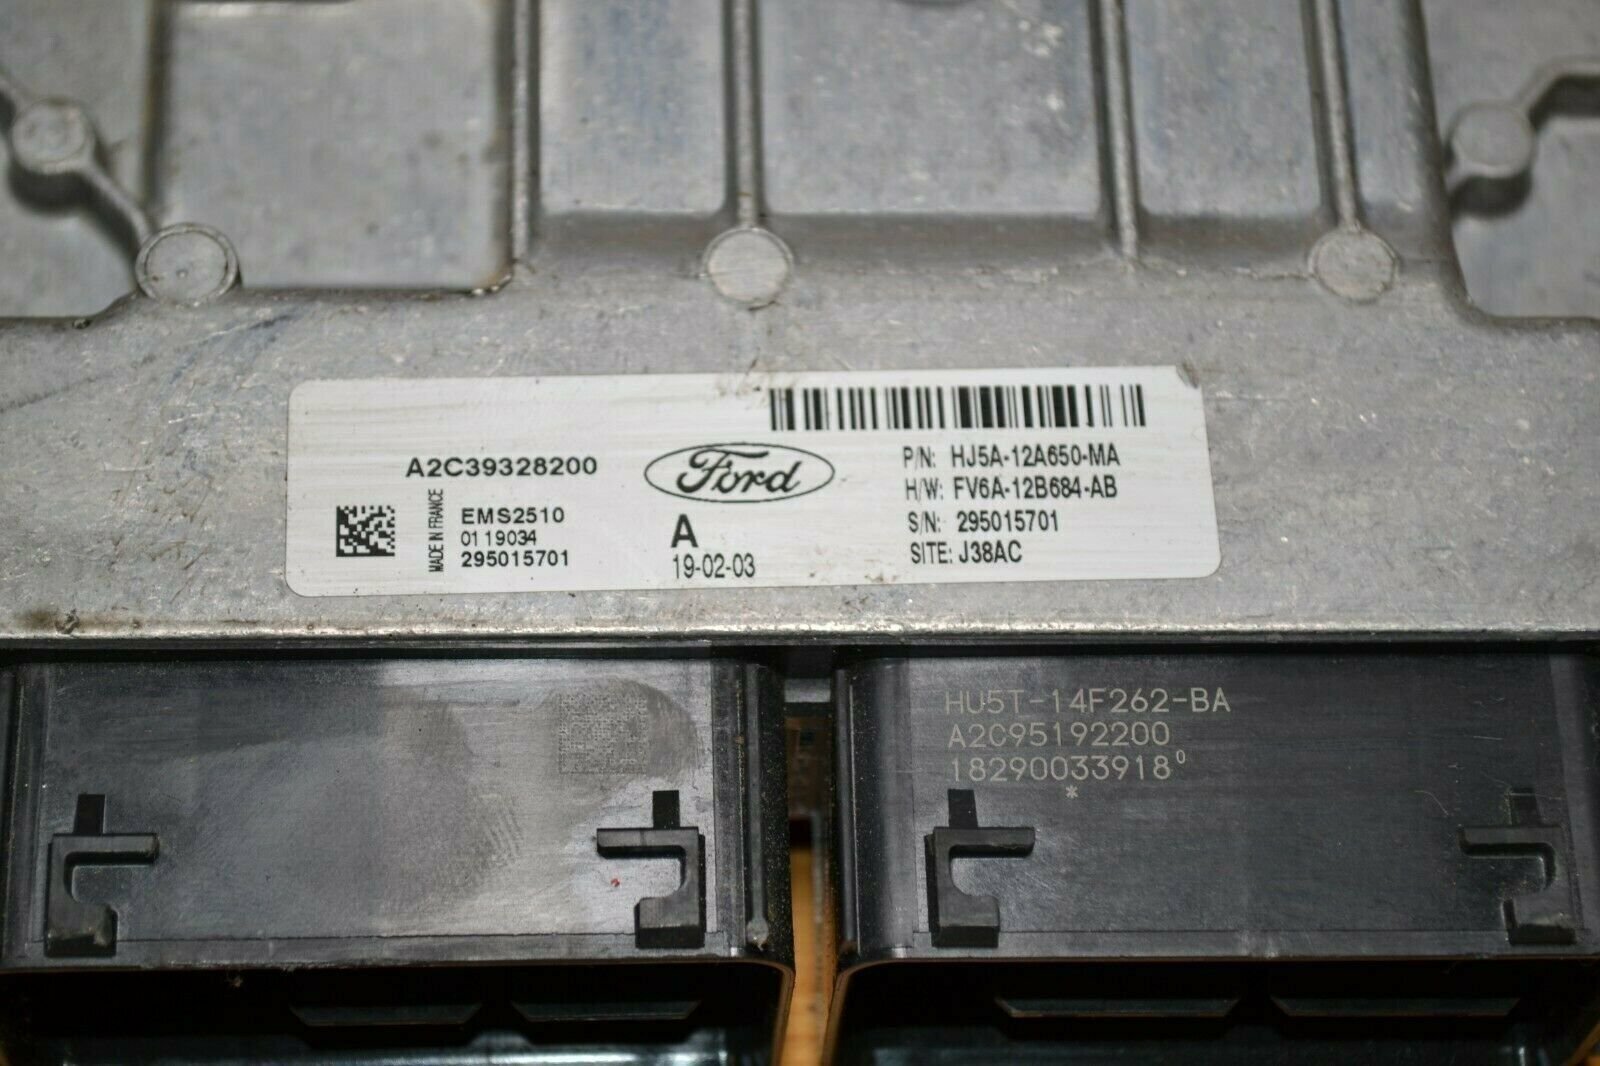 A2C39328200
MADE IN FRANCE
EMS2510
01 19034
295015701
Ford
A
19-02-03
P/N: HJ5A-12A650-MA
H/W: FV6A-12B684-AB
S/N: 295015701
SITE: J38AC
HU5T-14F262-BA
A2C95192200
18290033918⁰
*